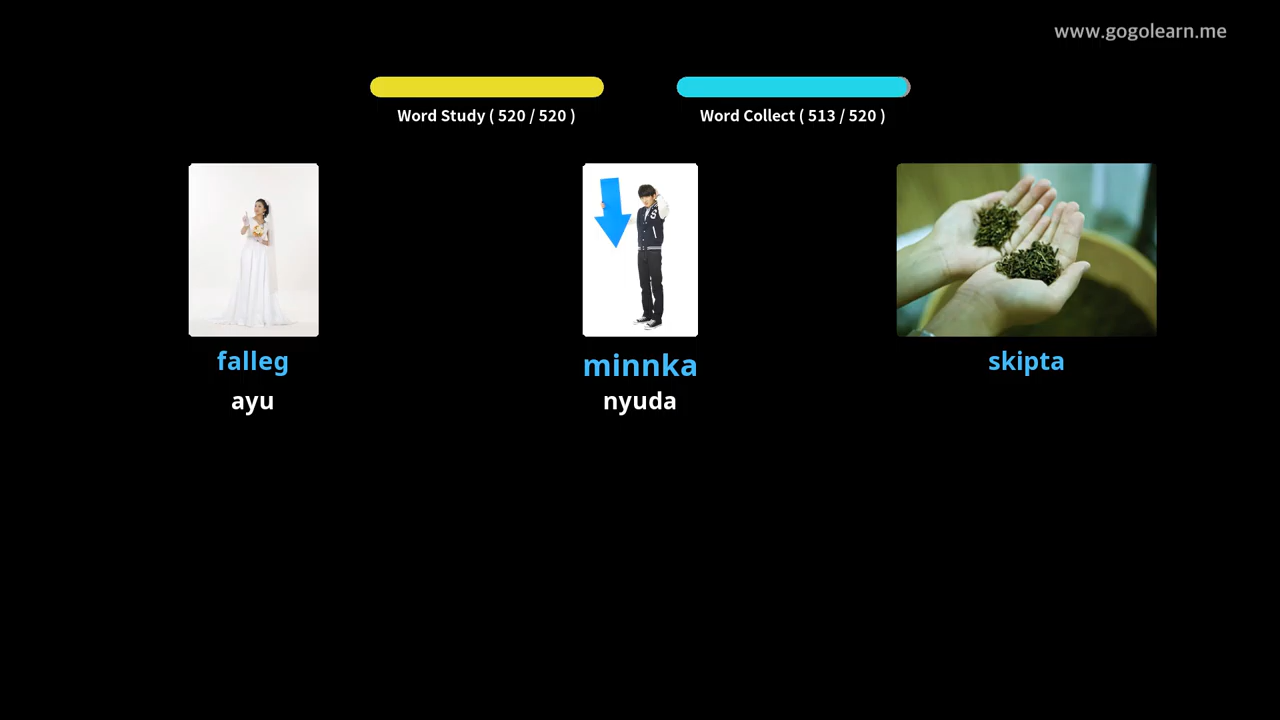 www.gogolearn.me
Word Study ( 520 / 520 )
Word Collect ( 513 / 520 )
falleg
minnka
skipta
ayu
nyuda
S